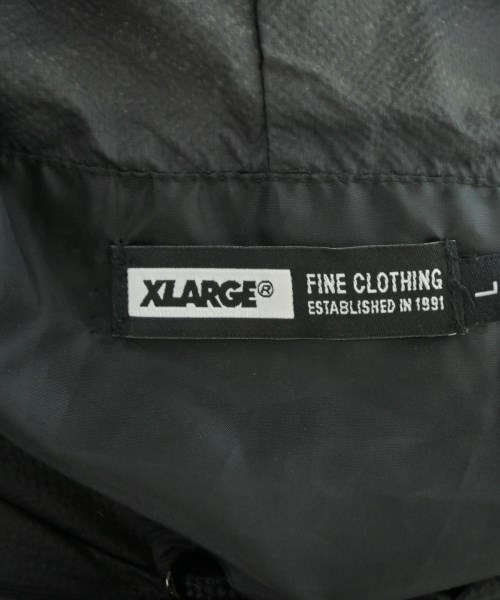 XLARGE®
FINE CLOTHING
ESTABLISHED IN 1991
L